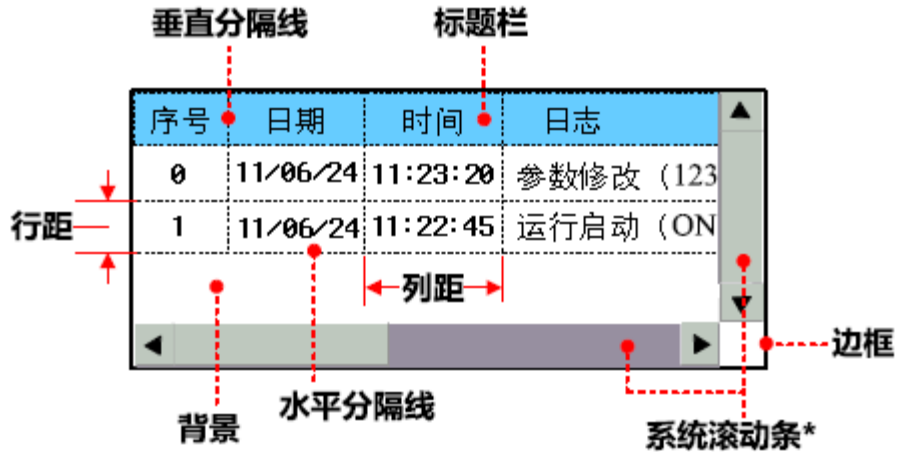 垂直分隔线 标题栏
序号 日期 时间 日志
0 11/06/24 11:23:20 参数修改（123
行距
1 11/06/24 11:22:45 运行启动（ON
列距
边框
背景 水平分隔线 系统滚动条*